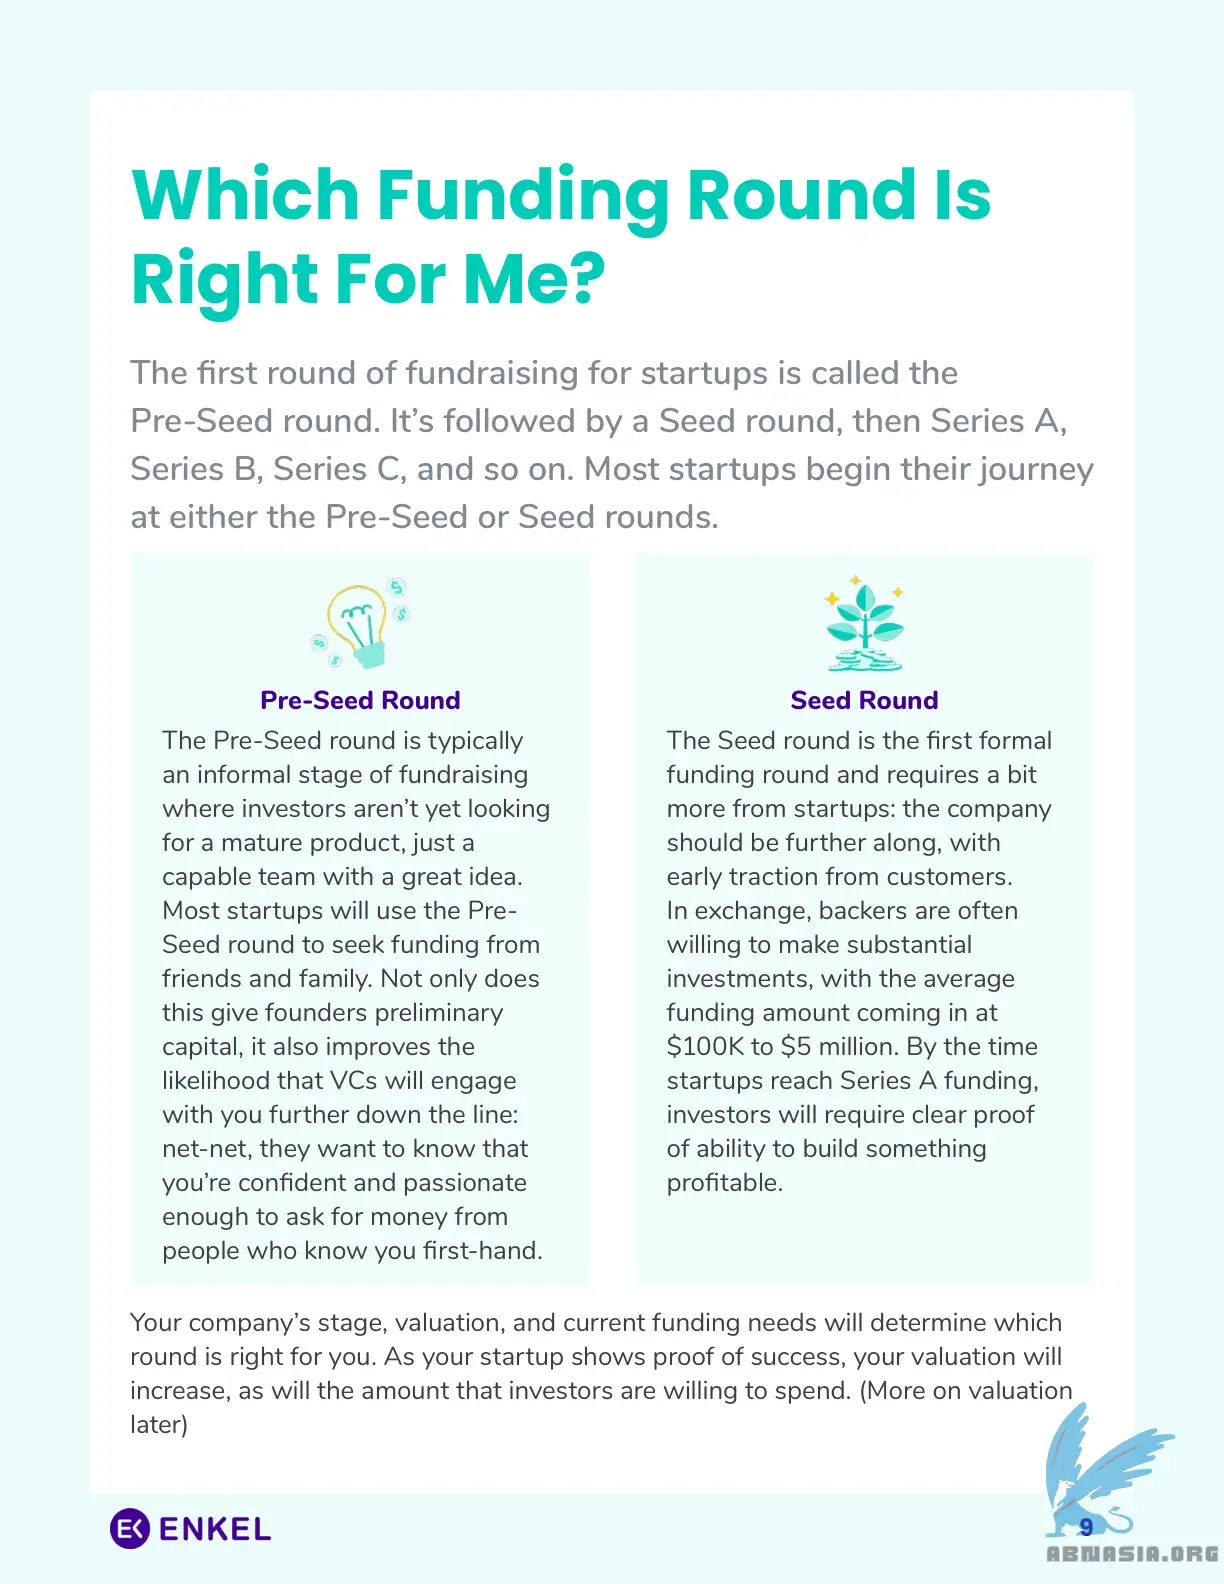 Which Funding Round Is
Right For Me?
The first round of fundraising for startups is called the
Pre-Seed round. It’s followed by a Seed round, then Series A,
Series B, Series C, and so on. Most startups begin their journey
at either the Pre-Seed or Seed rounds.
Pre-Seed Round
The Pre-Seed round is typically
an informal stage of fundraising
where investors aren’t yet looking
for a mature product, just a
capable team with a great idea.
Most startups will use the Pre-
Seed round to seek funding from
friends and family. Not only does
this give founders preliminary
capital, it also improves the
likelihood that VCs will engage
with you further down the line:
net-net, they want to know that
you’re confident and passionate
enough to ask for money from
people who know you first-hand.
Seed Round
The Seed round is the first formal
funding round and requires a bit
more from startups: the company
should be further along, with
early traction from customers.
In exchange, backers are often
willing to make substantial
investments, with the average
funding amount coming in at
$100K to $5 million. By the time
startups reach Series A funding,
investors will require clear proof
of ability to build something
profitable.
Your company’s stage, valuation, and current funding needs will determine which
round is right for you. As your startup shows proof of success, your valuation will
increase, as will the amount that investors are willing to spend. (More on valuation
later)
EK ENKEL
9
ABNASIA.ORG